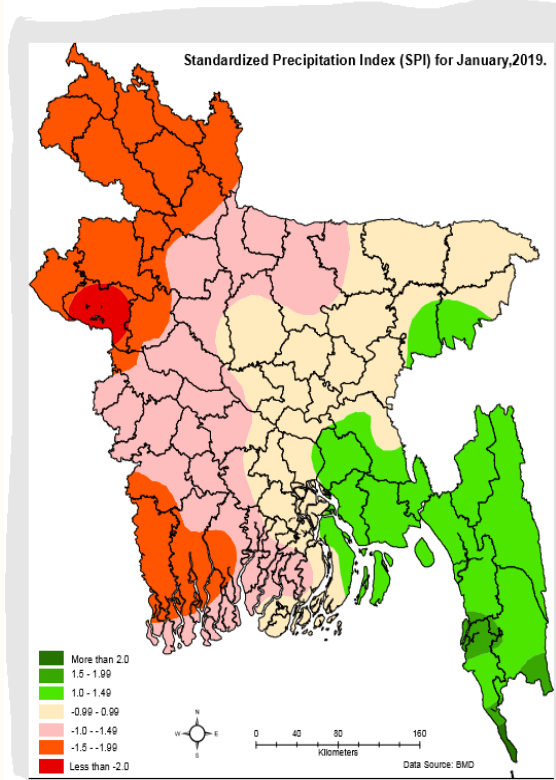 Standardized Precipitation Index (SPI) for January,2019.
More than 2.0
1.5 - 1.99
1.0 - 1.49
-0.99 - 0.99
-1.0 - -1.49
-1.5 - -1.99
Less than -2.0
N
W
E
S
0 40 80 160
Kilometers
Data Source: BMD